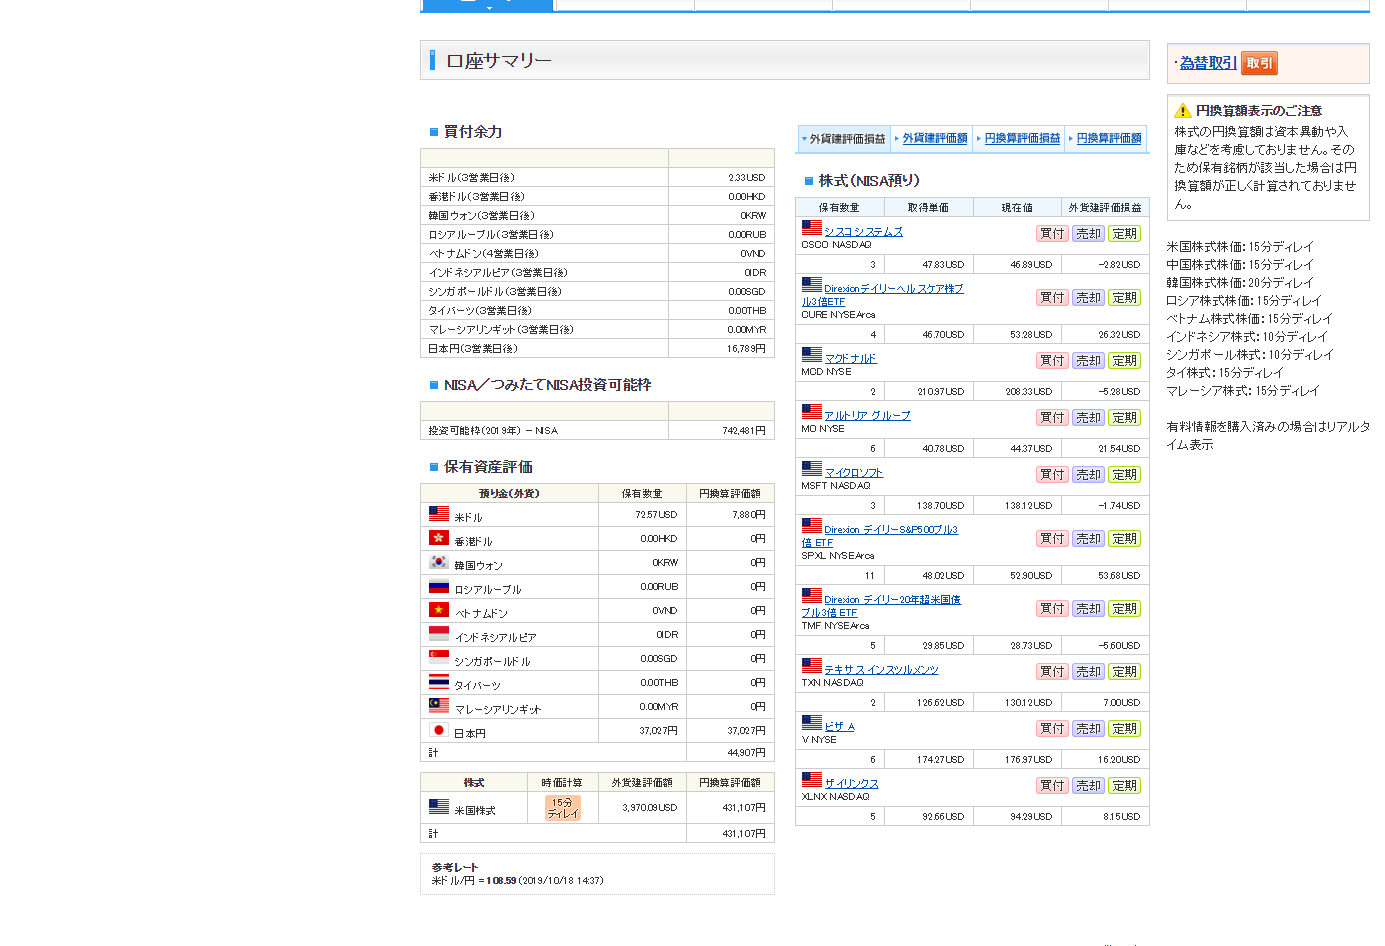 口座サマリー
買付余力
米ドル(3営業日後) 2.33USD
香港ドル(3営業日後) 0.00HKD
韓国ウォン(3営業日後) 0KRW
ロシアルーブル(3営業日後) 0.00RUB
ベトナムドン(4営業日後) 0VND
インドネシアルピア(3営業日後) 0IDR
シンガポールドル(3営業日後) 0.00SGD
タイバーツ(3営業日後) 0.00THB
マレーシアリンギット(3営業日後) 0.00MYR
日本円(3営業日後) 16,789円
NISA／つみたてNISA投資可能枠
投資可能枠(2019年) － NISA 742,481円
保有資産評価
預り金(外貨) 保有数量 円換算評価額
米ドル 72.57USD 7,880円
香港ドル 0.00HKD 0円
韓国ウォン 0KRW 0円
ロシアルーブル 0.00RUB 0円
ベトナムドン 0VND 0円
インドネシアルピア 0IDR 0円
シンガポールドル 0.00SGD 0円
タイバーツ 0.00THB 0円
マレーシアリンギット 0.00MYR 0円
日本円 37,027円 37,027円
計 44,907円
株式 時価計算 外貨建評価額 円換算評価額
米国株式 15分ディレイ 3,970.09USD 431,107円
計 431,107円
参考レート
米ドル/円 = 108.59 (2019/10/18 14:37)
外貨建評価損益 外貨建評価額 円換算評価損益 円換算評価額
株式(NISA預り)
保有数量 取得単価 現在値 外貨建評価損益
シスコ システムズ 買付 売却 定期
CSCO NASDAQ
3 47.83USD 46.89USD -2.82USD
Direxionデイリーヘルスケア株ブ
ル3倍ETF 買付 売却 定期
CURE NYSEArca
4 46.70USD 53.28USD 26.32USD
マクドナルド 買付 売却 定期
MCD NYSE
2 210.97USD 208.33USD -5.28USD
アルトリア グループ 買付 売却 定期
MO NYSE
6 40.78USD 44.37USD 21.54USD
マイクロソフト 買付 売却 定期
MSFT NASDAQ
3 138.70USD 138.12USD -1.74USD
Direxion デイリーS&P500ブル3
倍 ETF 買付 売却 定期
SPXL NYSEArca
11 48.02USD 52.90USD 53.68USD
Direxion デイリー20年超米国債
ブル3倍 ETF 買付 売却 定期
TMF NYSEArca
5 29.85USD 28.73USD -5.60USD
テキサス インスツルメンツ 買付 売却 定期
TXN NASDAQ
2 126.62USD 130.12USD 7.00USD
ビザ A 買付 売却 定期
V NYSE
6 174.27USD 176.97USD 16.20USD
ザイリンクス 買付 売却 定期
XLNX NASDAQ
5 92.66USD 94.29USD 8.15USD
・為替取引 取引
円換算額表示のご注意
株式の円換算額は資本異動や入
庫などを考慮しておりません。そ の
ため保有銘柄が該当した場合は円
換算額が正しく計算されておりませ
ん。
米国株式株価：15分ディレイ
中国株式株価：15分ディレイ
韓国株式株価：20分ディレイ
ロシア株式株価：15分ディレイ
ベトナム株式株価：15分ディレイ
インドネシア株式：10分ディレイ
シンガポール株式：10分ディレイ
タイ株式：15分ディレイ
マレーシア株式：15分ディレイ
有料情報を購入済みの場合はリアルタ
イム表示